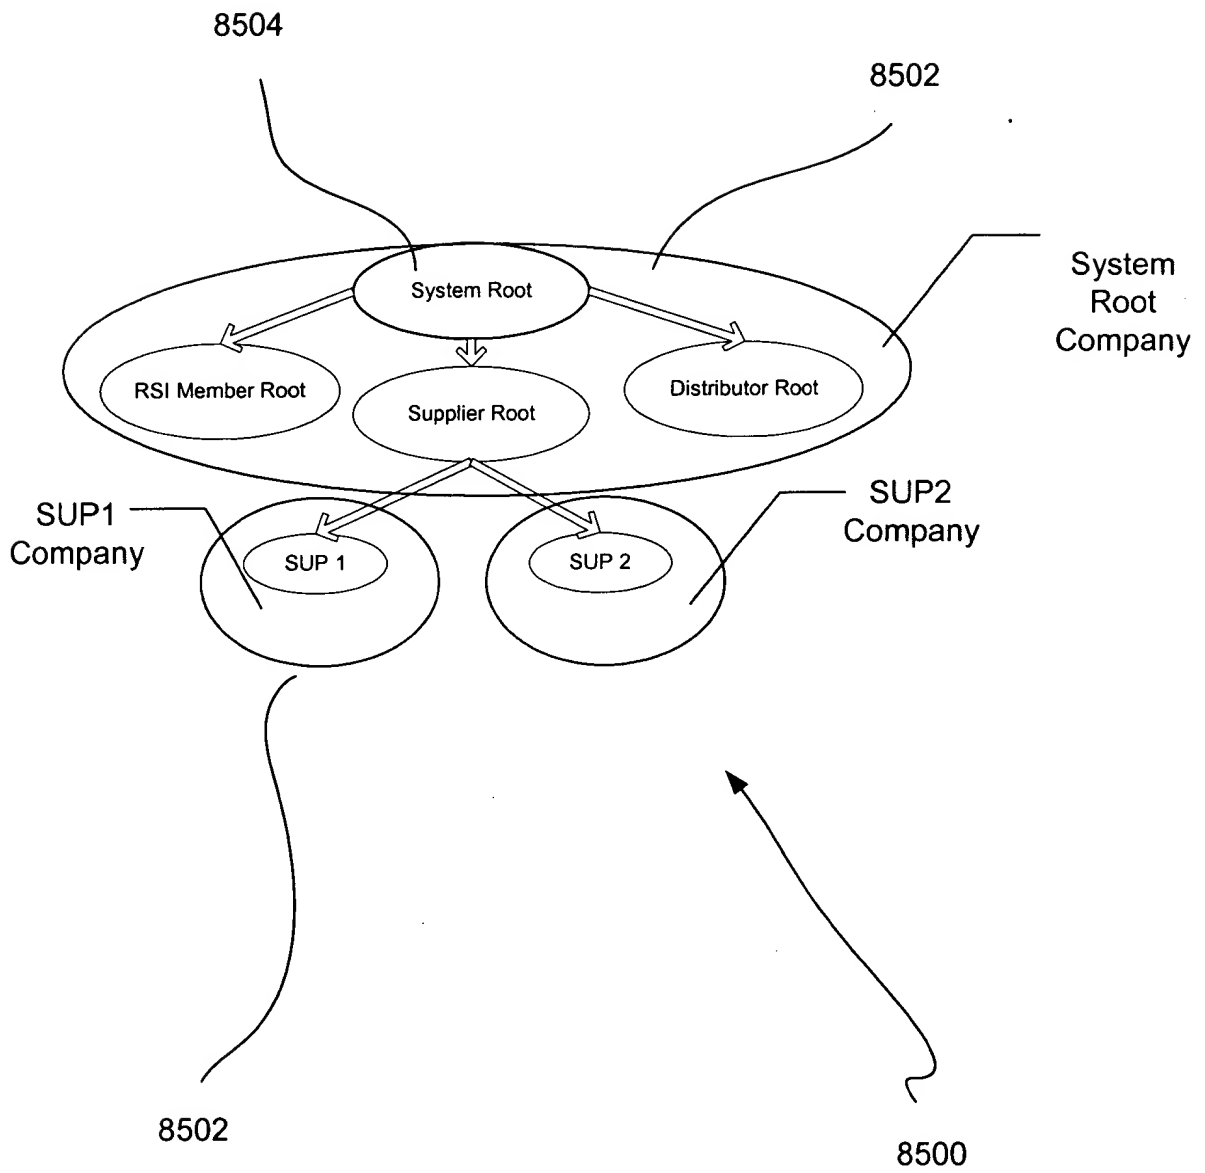 8504
8502
System
Root
Company
System Root
RSI Member Root
Supplier Root
Distributor Root
SUP1
Company
SUP2
Company
SUP 1
SUP 2
8502
8500